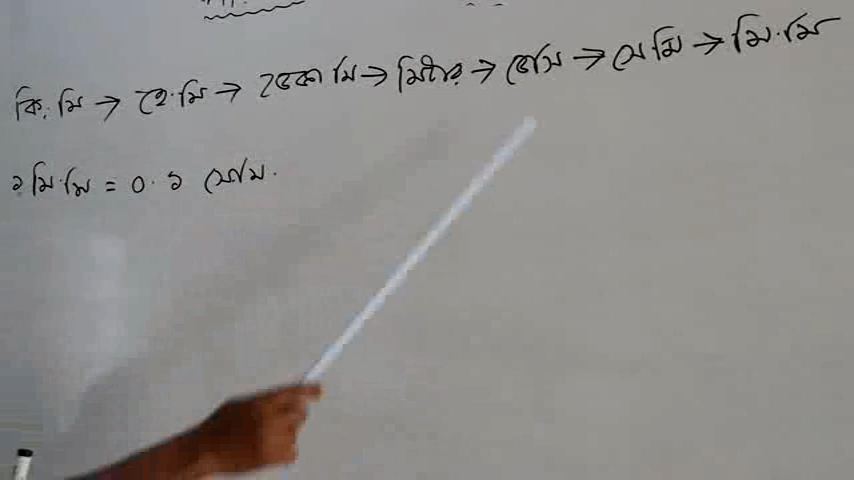 কি. মি → হে. মি → ডেকা মি → মিটার → ডেসি → সে মি → মি. মি
১ মি. মি = ০. ১ সে মি.